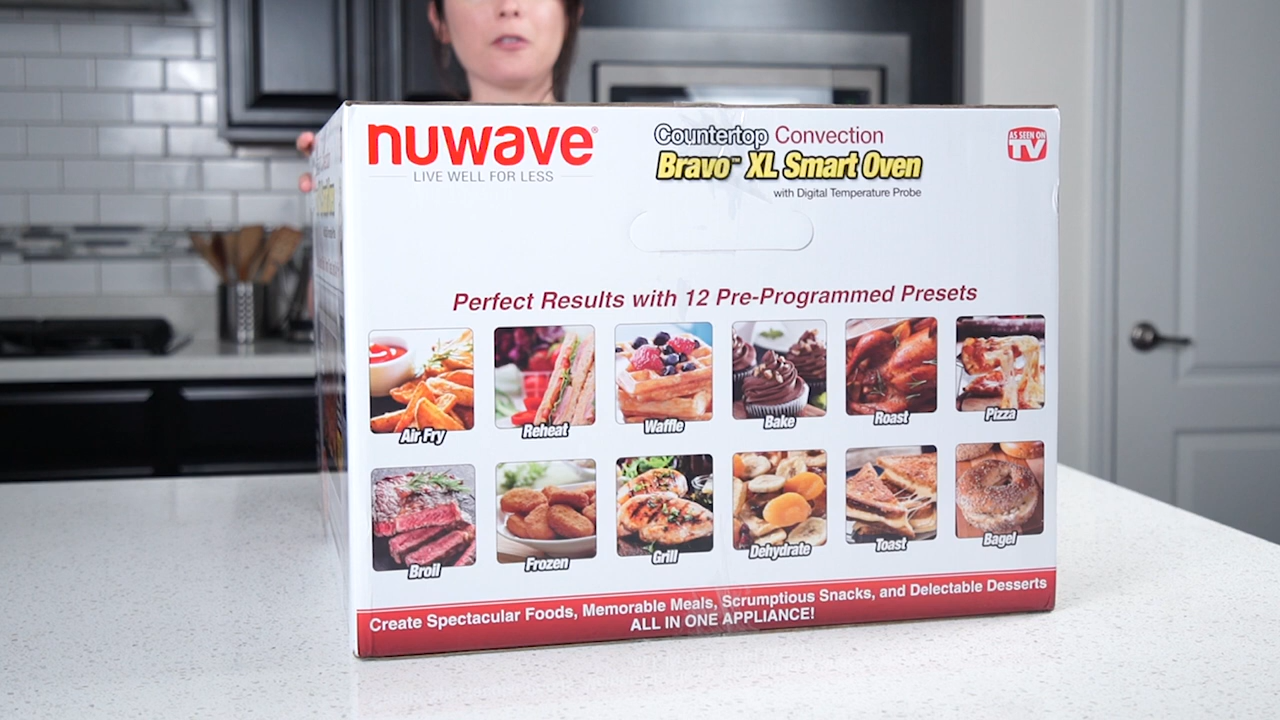 nuwave®
LIVE WELL FOR LESS
Countertop Convection
Bravo™ XL Smart Oven
with Digital Temperature Probe
AS SEEN ON
TV
Perfect Results with 12 Pre-Programmed Presets
Air Fry
Reheat
Waffle
Bake
Roast
Pizza
Broil
Frozen
Grill
Dehydrate
Toast
Bagel
Create Spectacular Foods, Memorable Meals, Scrumptious Snacks, and Delectable Desserts
ALL IN ONE APPLIANCE!